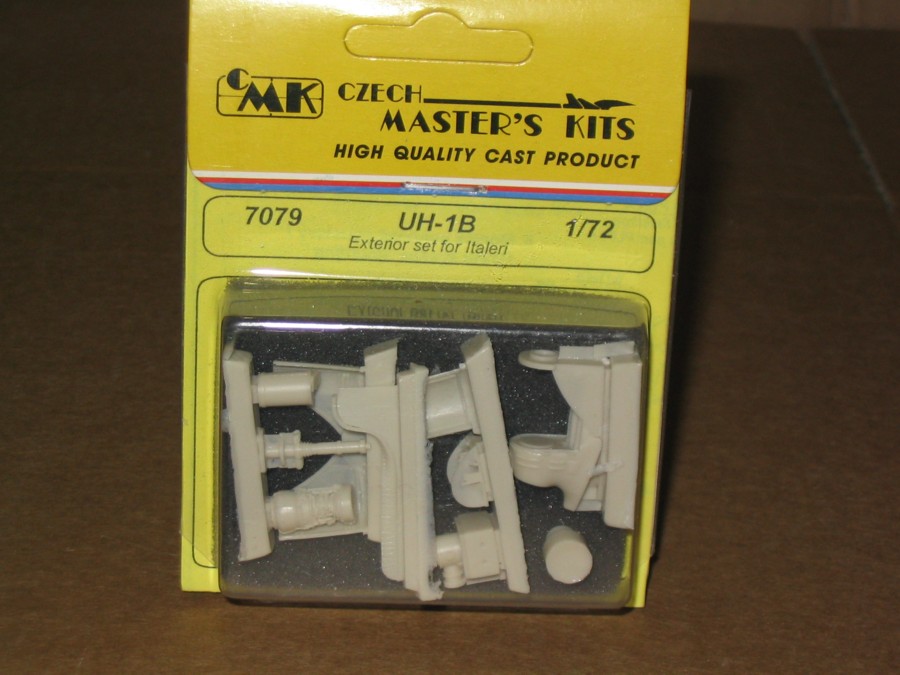 CMK CZECH
MASTER'S KITS
HIGH QUALITY CAST PRODUCT
7079 UH-1B 1/72
Exterior set for Italeri